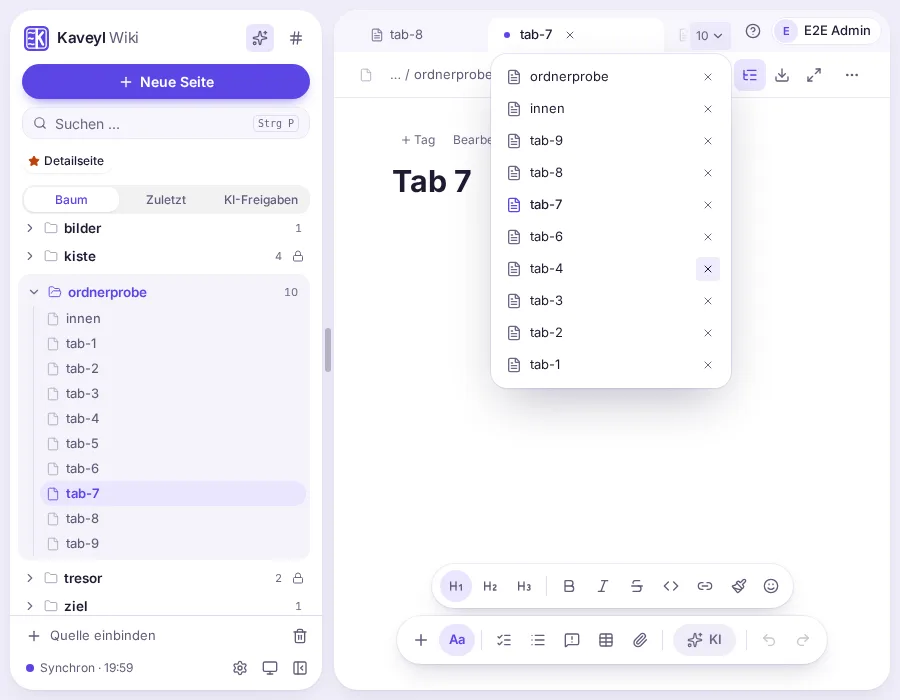 Kaveyl Wiki
Neue Seite
Suchen ...
Strg P
Detailseite
Baum
Zuletzt
KI-Freigaben
bilder 1
kiste 4
ordnerprobe 10
innen
tab-1
tab-2
tab-3
tab-4
tab-5
tab-6
tab-7
tab-8
tab-9
tresor 2
ziel 1
Quelle einbinden
Synchron · 19:59
tab-8
tab-7
10
E
E2E Admin
... / ordnerprobe
+ Tag
Tab 7
ordnerprobe
innen
tab-9
tab-8
tab-7
tab-6
tab-4
tab-3
tab-2
tab-1
H1
H2
H3
B
I
S
Aa
KI